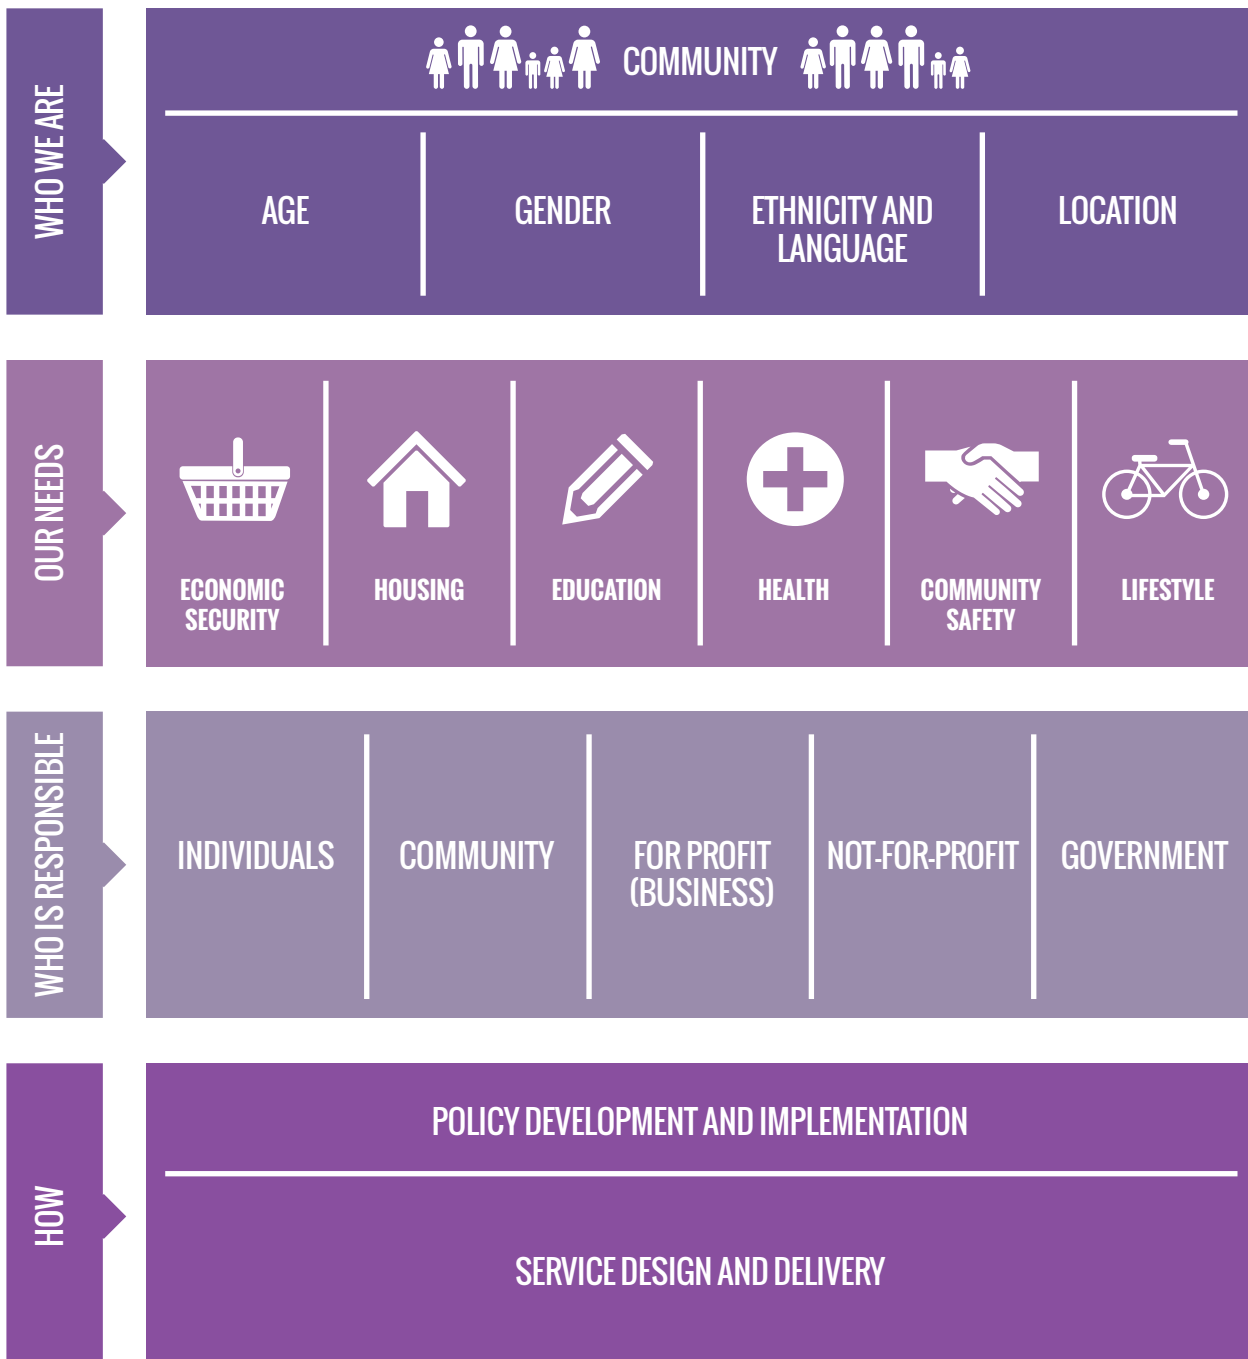 WHO WE ARE
COMMUNITY
AGE
GENDER
ETHNICITY AND
LANGUAGE
LOCATION
OUR NEEDS
ECONOMIC
SECURITY
HOUSING
EDUCATION
HEALTH
COMMUNITY
SAFETY
LIFESTYLE
WHO IS RESPONSIBLE
INDIVIDUALS
COMMUNITY
FOR PROFIT
(BUSINESS)
NOT-FOR-PROFIT
GOVERNMENT
HOW
POLICY DEVELOPMENT AND IMPLEMENTATION
SERVICE DESIGN AND DELIVERY